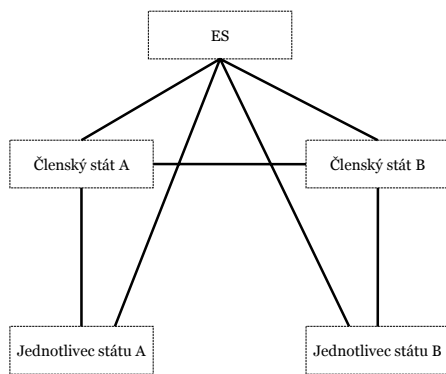 ES
Členský stát A
Členský stát B
Jednotlivec státu A
Jednotlivec státu B